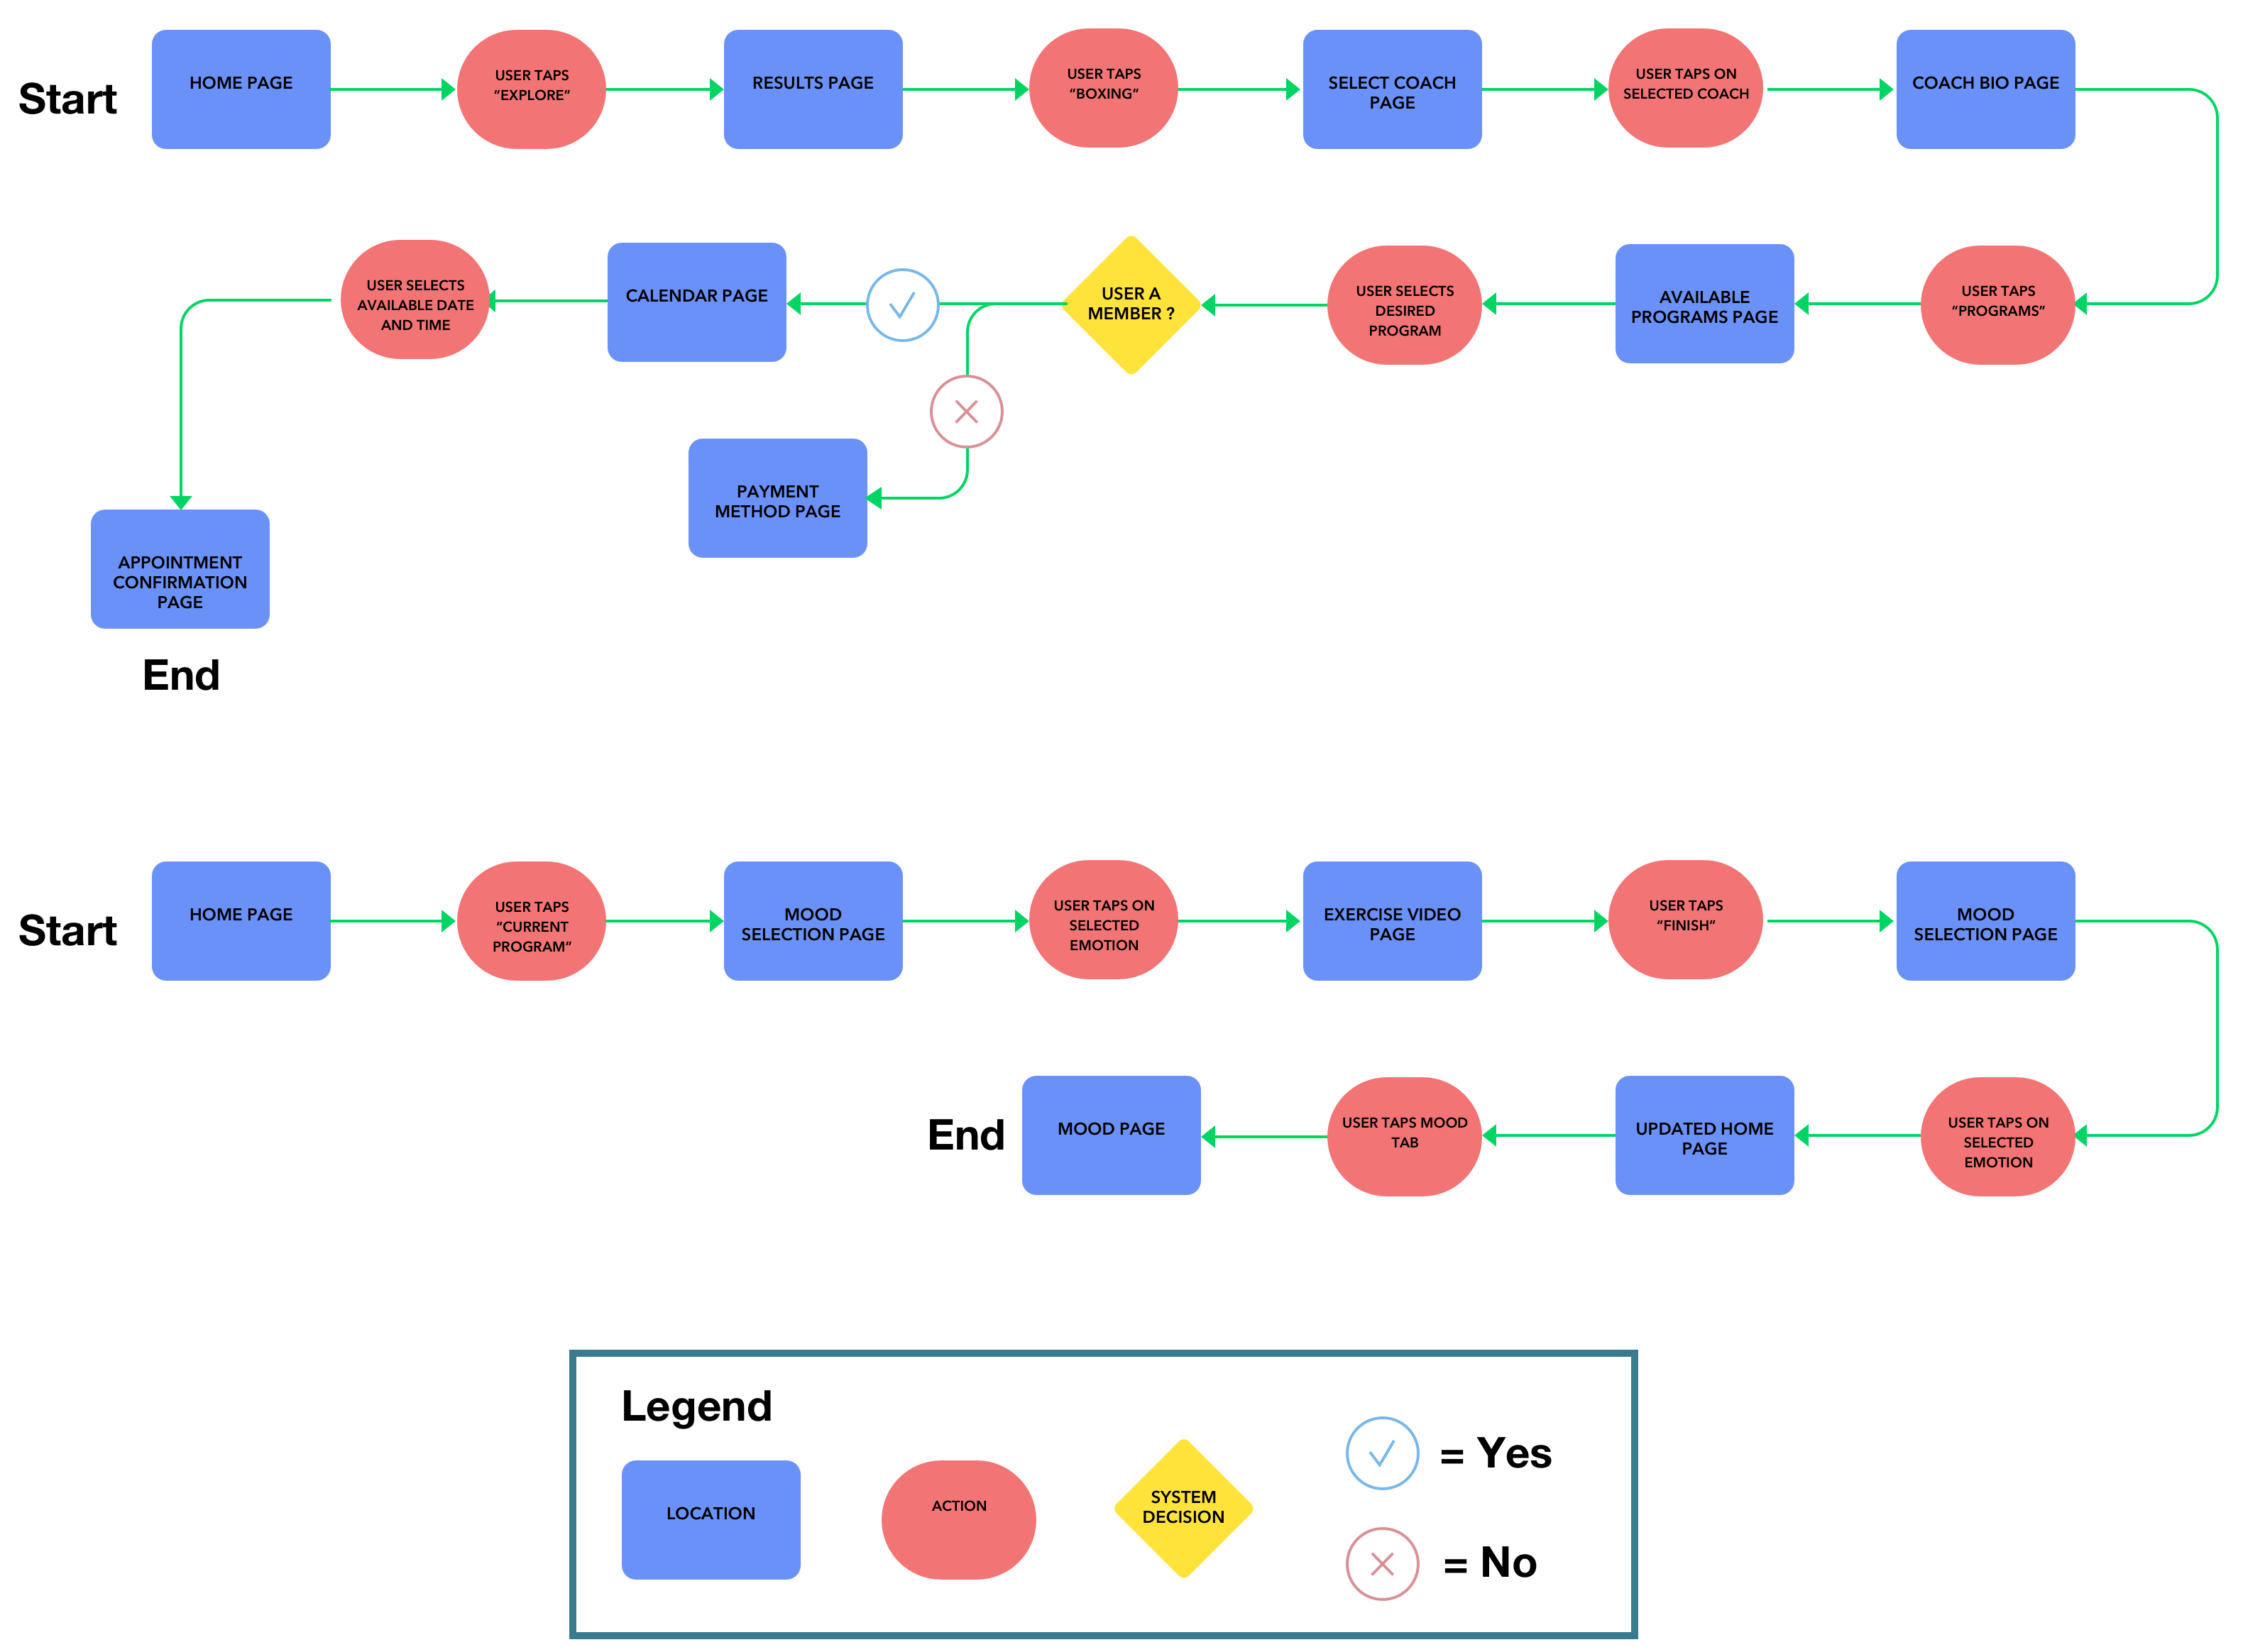 Start
HOME PAGE
USER TAPS
“EXPLORE”
RESULTS PAGE
USER TAPS
“BOXING”
SELECT COACH
PAGE
USER TAPS ON
SELECTED COACH
COACH BIO PAGE
USER TAPS
“PROGRAMS”
AVAILABLE
PROGRAMS PAGE
USER SELECTS
DESIRED
PROGRAM
USER A
MEMBER ?
CALENDAR PAGE
USER SELECTS
AVAILABLE DATE
AND TIME
PAYMENT
METHOD PAGE
APPOINTMENT
CONFIRMATION
PAGE
End
Start
HOME PAGE
USER TAPS
“CURRENT
PROGRAM”
MOOD
SELECTION PAGE
USER TAPS ON
SELECTED
EMOTION
EXERCISE VIDEO
PAGE
USER TAPS
“FINISH”
MOOD
SELECTION PAGE
USER TAPS ON
SELECTED
EMOTION
UPDATED HOME
PAGE
USER TAPS MOOD
TAB
MOOD PAGE
End
Legend
LOCATION
ACTION
SYSTEM
DECISION
= Yes
= No